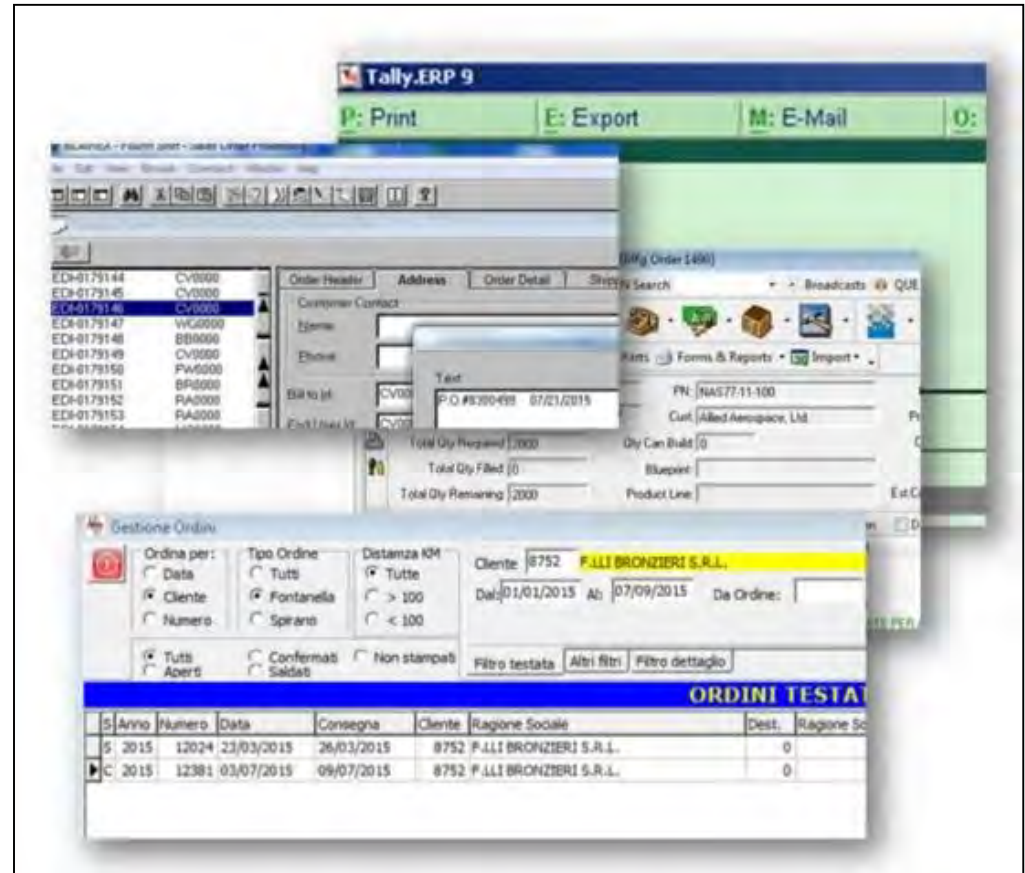 Tally.ERP 9
P: Print E: Export M: E-Mail O:
EDI-0179144 CV0000
EDI-0179145 CV0000
EDI-0179146 CV0000
EDI-0179147 WG0000
EDI-0179148 BB0000
EDI-0179149 CV0000
EDI-0179150 PW0000
EDI-0179151 BR0000
EDI-0179152 RA0000
EDI-0179153 RA0000
Order Header Address Order Detail
Customer Contact
Name
Phone
Bill to Id
Text
P.O.#8300498 07/21/2015
Search Broadcasts
Forms & Reports Import
PN: NAS77-11-100
Cust: Allied Aerospace, Ltd
Total Qty Required 2000 Qty Can Build 0
Total Qty Filled 0 Blueprint
Total Qty Remaining 2000 Product Line
Gestione Ordini
Ordina per: Tipo Ordine Distanza KM
Data Tutti Tutte
Cliente Fontanella > 100
Numero Spirano < 100
Cliente 8752 F.LLI BRONZIERI S.R.L.
Dal: 01/01/2015 Al: 07/09/2015 Da Ordine:
Tutti Confermati Non stampati
Aperti Saldati
Filtro testata Altri filtri Filtro dettaglio
ORDINI TESTAT
S Anno Numero Data Consegna Cliente Ragione Sociale Dest. Ragione So
S 2015 12024 23/03/2015 26/03/2015 8752 F.LLI BRONZIERI S.R.L. 0
C 2015 12381 03/07/2015 09/07/2015 8752 F.LLI BRONZIERI S.R.L. 0